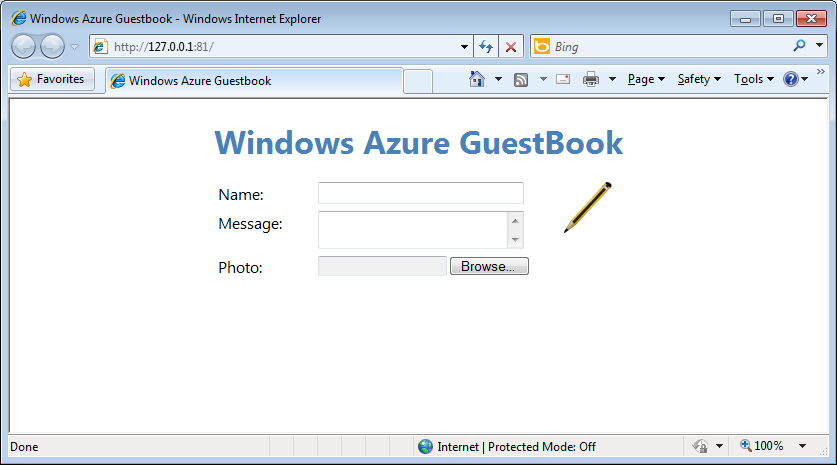 Windows Azure Guestbook - Windows Internet Explorer
http://127.0.0.1:81/
Bing
Favorites
Windows Azure Guestbook
Page
Safety
Tools
Windows Azure GuestBook
Name:
Message:
Photo:
Browse...
Done
Internet | Protected Mode: Off
100%